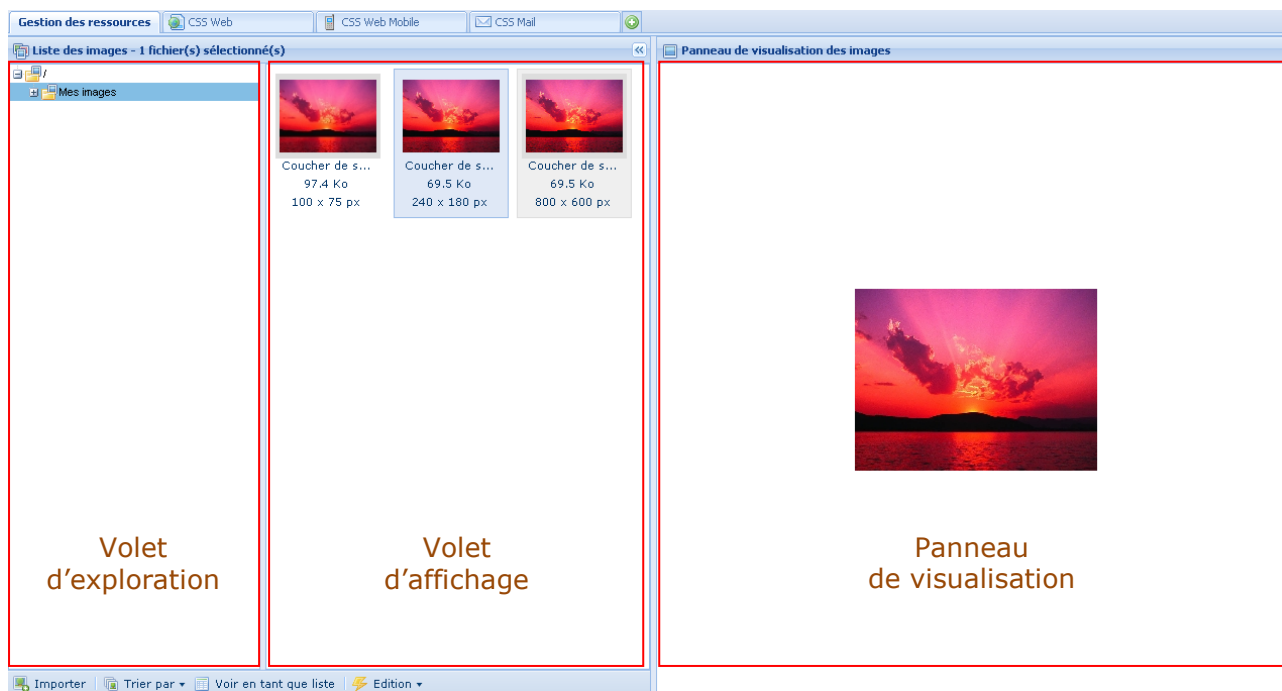 Gestion des ressources CSS Web CSS Web Mobile CSS Mail
Liste des images - 1 fichier(s) sélectionné(s)
Panneau de visualisation des images
/
Mes images
Coucher de s...
97.4 Ko
100 x 75 px
Coucher de s...
69.5 Ko
240 x 180 px
Coucher de s...
69.5 Ko
800 x 600 px
Volet
d’exploration
Volet
d’affichage
Panneau
de visualisation
Importer Trier par Voir en tant que liste Edition